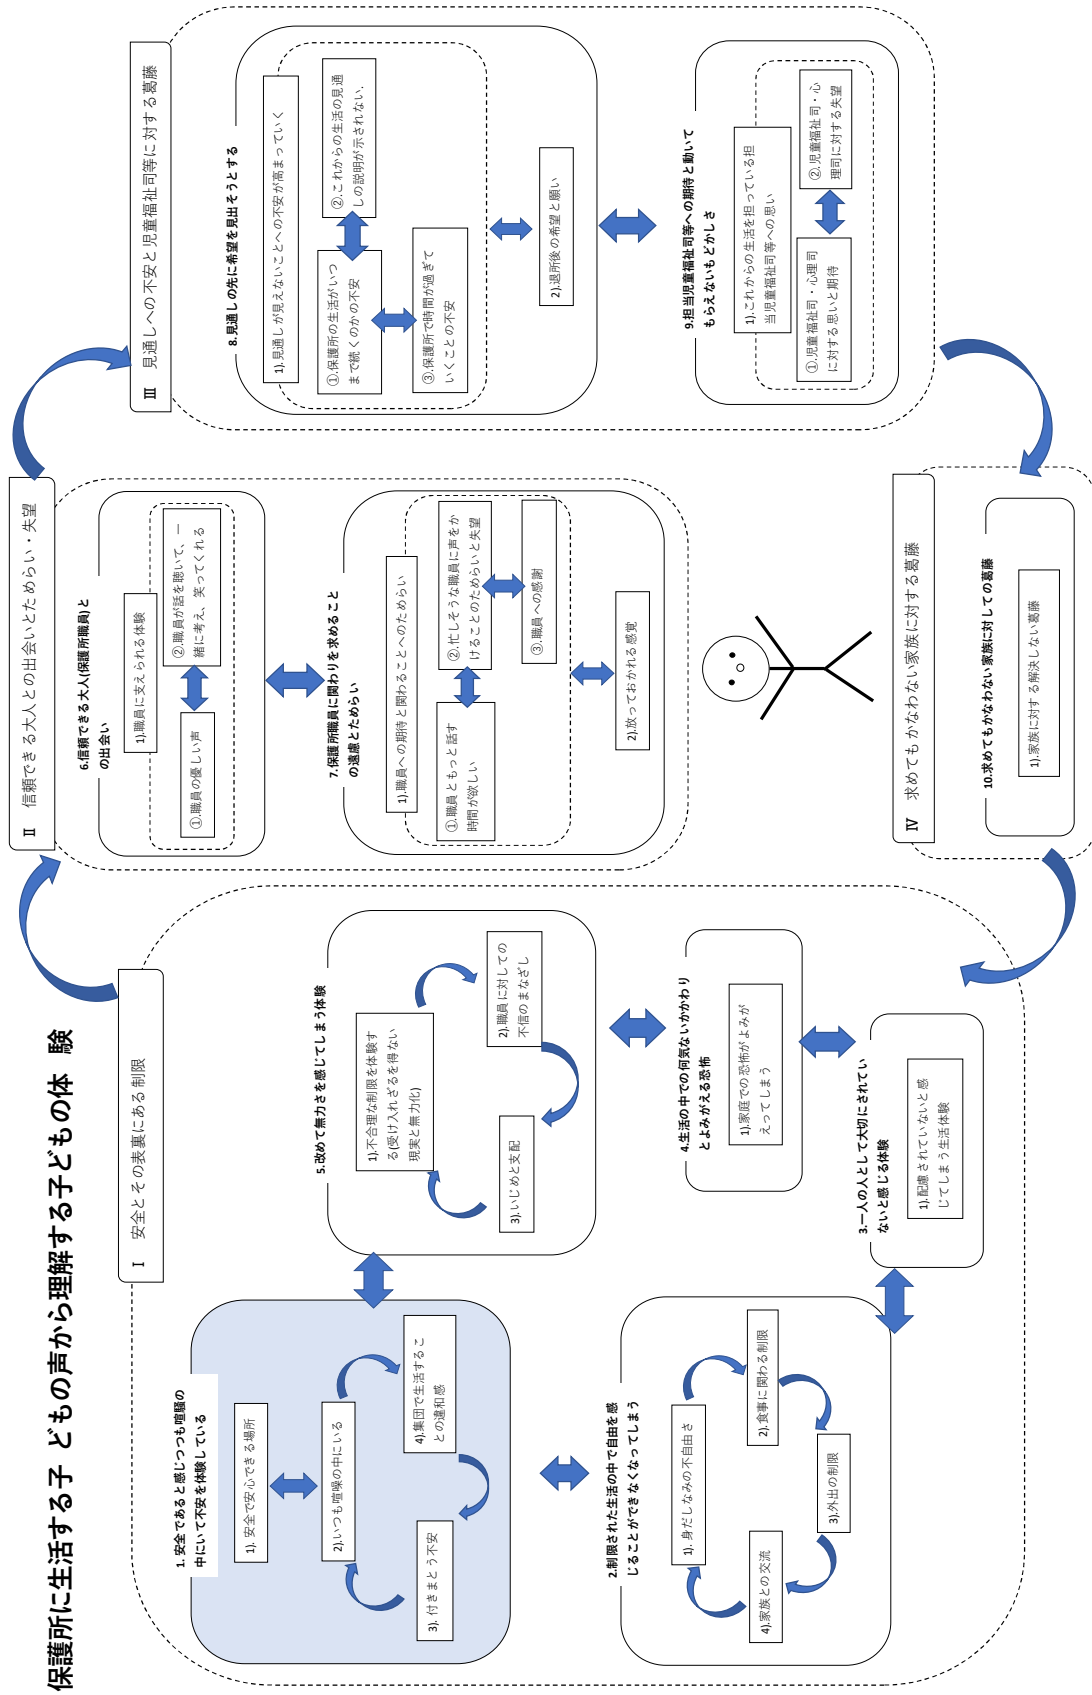 保護所に生活する子 どもの声から理解する子どもの体 験
Ⅰ 安全とその表裏にある制限
1. 安全であると感じつつも喧騒の
中にいて不安を体験している
1). 安全で安心できる場所
2).いつも喧噪の中にいる
3). 付きまとう不安
4).集団で生活するこ
との違和感
2.制限された生活の中で自由を感
じることができなくなってしまう
1). 身だしなみの不自由さ
2).食事に関わる制限
3).外出の制限
4).家族との交流
3.一人の人として大切にされてい
ないと感じる体験
1).配慮されていないと感
じてしまう生活体験
4.生活の中での何気ないかかわり
とよみがえる恐怖
1).家庭での恐怖がよみが
えってしまう
5.改めて無力さを感じてしまう体験
1).不合理な制限を体験す
る(受け入れざるを得ない
現実と無力化)
2).職員に対しての
不信のまなざし
3).いじめと支配
Ⅱ 信頼できる大人との出会いとためらい・失望
6.信頼できる大人(保護所職員)と
の出会い
1).職員に支えられる体験
①.職員の優しい声
②.職員が話を聴いて、一
緒に考え、笑ってくれる
7.保護所職員に関わりを求めること
の遠慮とためらい
1).職員への期待と関わることへのためらい
①.職員ともっと話す
時間が欲しい
②.忙しそうな職員に声をか
けることのためらいと失望
③.職員への感謝
2).放っておかれる感覚
Ⅲ 見通しへの不安と児童福祉司等に対する葛藤
8.見通しの先に希望を見出そうとする
1).見通しが見えないことへの不安が高まっていく
①.保護所の生活がいつ
まで続くのかの不安
②.これからの生活の見通
しの説明が示されない.
③.保護所で時間が過ぎて
いくことの不安
2).退所後の希望と願い
9.担当児童福祉司等への期待と動いて
もらえないもどかしさ
1).これからの生活を担っている担
当児童福祉司等への思い
①.児童福祉司・心理司
に対する思いと期待
②.児童福祉司・心
理司に対する失望
Ⅳ 求めてもかなわない家族に対する葛藤
10.求めてもかなわない家族に対しての葛藤
1).家族に対する解決しない葛藤